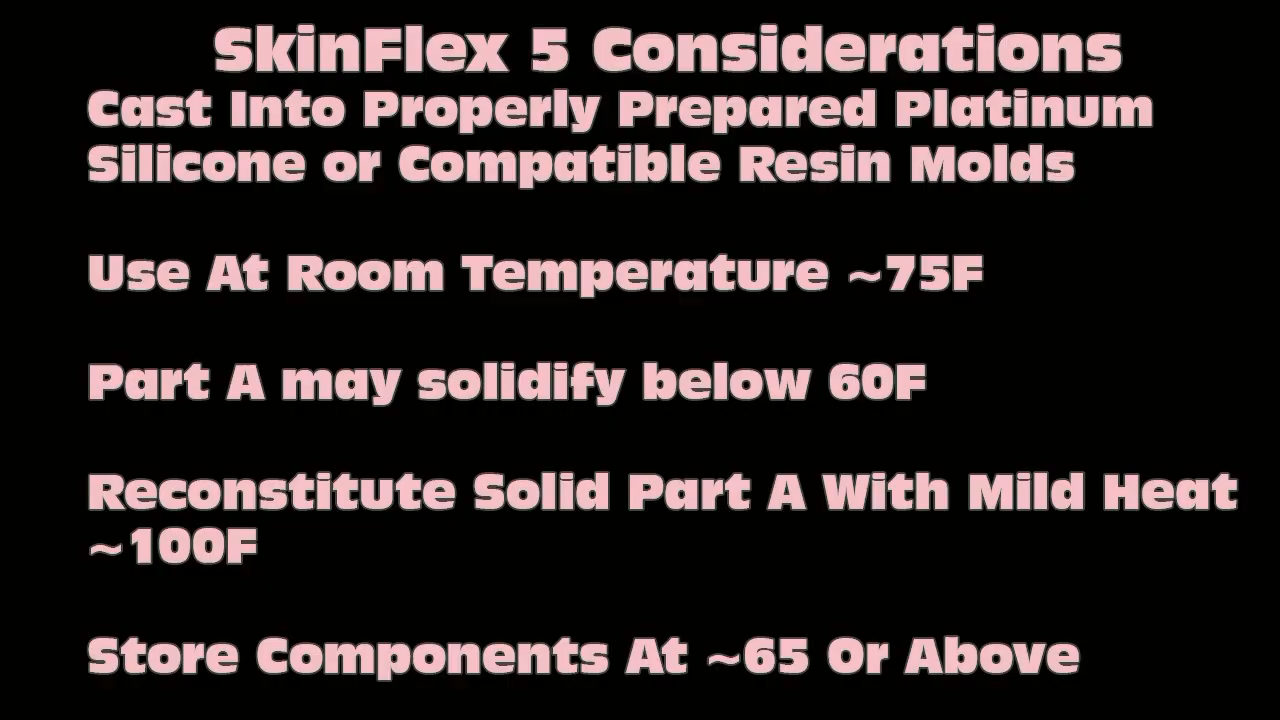 SkinFlex 5 Considerations
Cast Into Properly Prepared Platinum
Silicone or Compatible Resin Molds
Use At Room Temperature ~75F
Part A may solidify below 60F
Reconstitute Solid Part A With Mild Heat
~100F
Store Components At ~65 Or Above